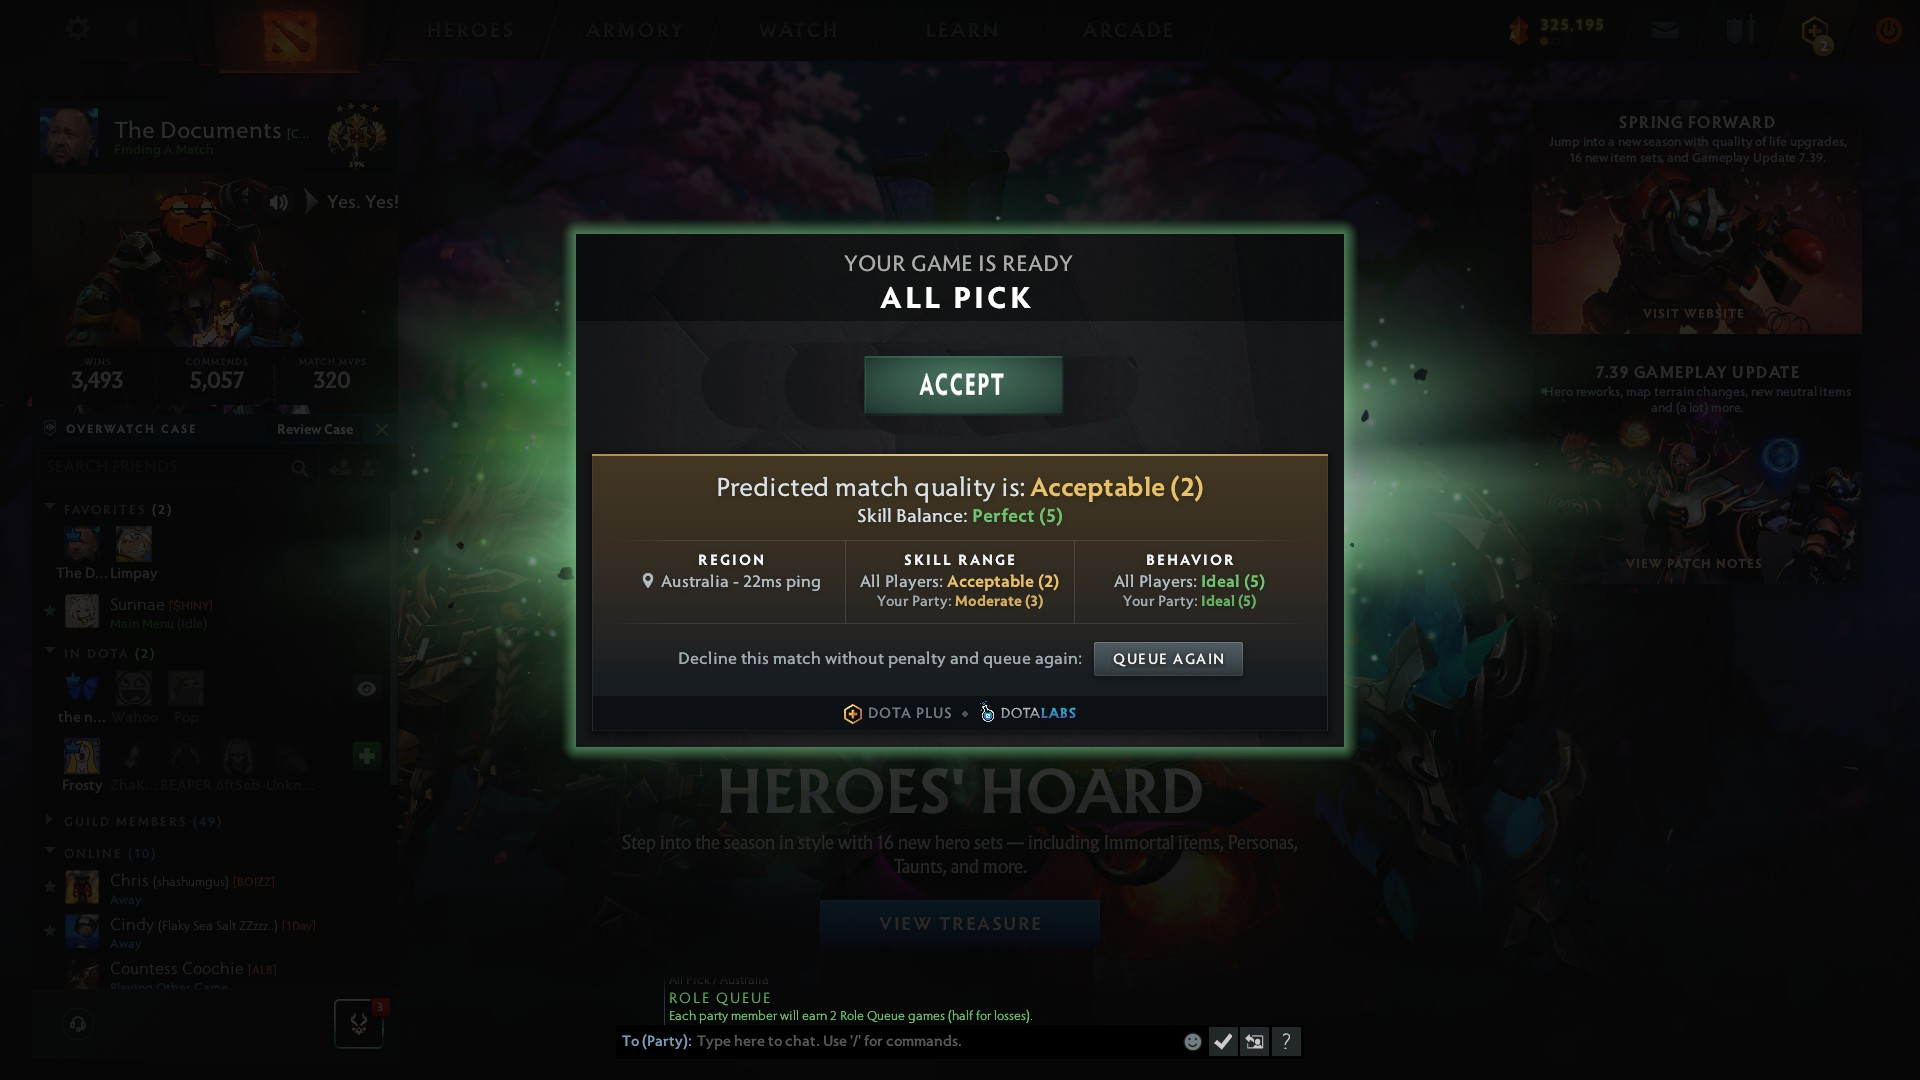 HEROES
ARMORY
WATCH
LEARN
ARCADE
325,195
2
The Documents [C...
Finding A Match
19%
Yes. Yes!
WINS
3,493
COMMENDS
5,057
MATCH MVPS
320
OVERWATCH CASE
Review Case
SEARCH FRIENDS
FAVORITES (2)
The D...
Limpay
Sunnae [$HINY]
Main Menu (Idle)
IN DOTA (2)
the n...
Wahoo
Pop
Frosty
ZhaK...
REAPER
6ftSeb
Unkn...
GUILD MEMBERS (49)
ONLINE (10)
Chris (shashumgus) [BOIZZ]
Away
Cindy (Flaky Sea Salt ZZzzz..) [1Day]
Away
Countess Coochie [ALB]
Playing Other Game
3
YOUR GAME IS READY
ALL PICK
ACCEPT
Predicted match quality is: Acceptable (2)
Skill Balance: Perfect (5)
REGION
Australia - 22ms ping
SKILL RANGE
All Players: Acceptable (2)
Your Party: Moderate (3)
BEHAVIOR
All Players: Ideal (5)
Your Party: Ideal (5)
Decline this match without penalty and queue again:
QUEUE AGAIN
DOTA PLUS
DOTALABS
HEROES' HOARD
Step into the season in style with 16 new hero sets — including Immortal items, Personas,
Taunts, and more.
VIEW TREASURE
All Pick / Australia
ROLE QUEUE
Each party member will earn 2 Role Queue games (half for losses).
To (Party): Type here to chat. Use '/' for commands.
?
SPRING FORWARD
Jump into a new season with quality of life upgrades,
16 new item sets, and Gameplay Update 7.39.
VISIT WEBSITE
7.39 GAMEPLAY UPDATE
Hero reworks, map terrain changes, new neutral items
and (a lot) more.
VIEW PATCH NOTES